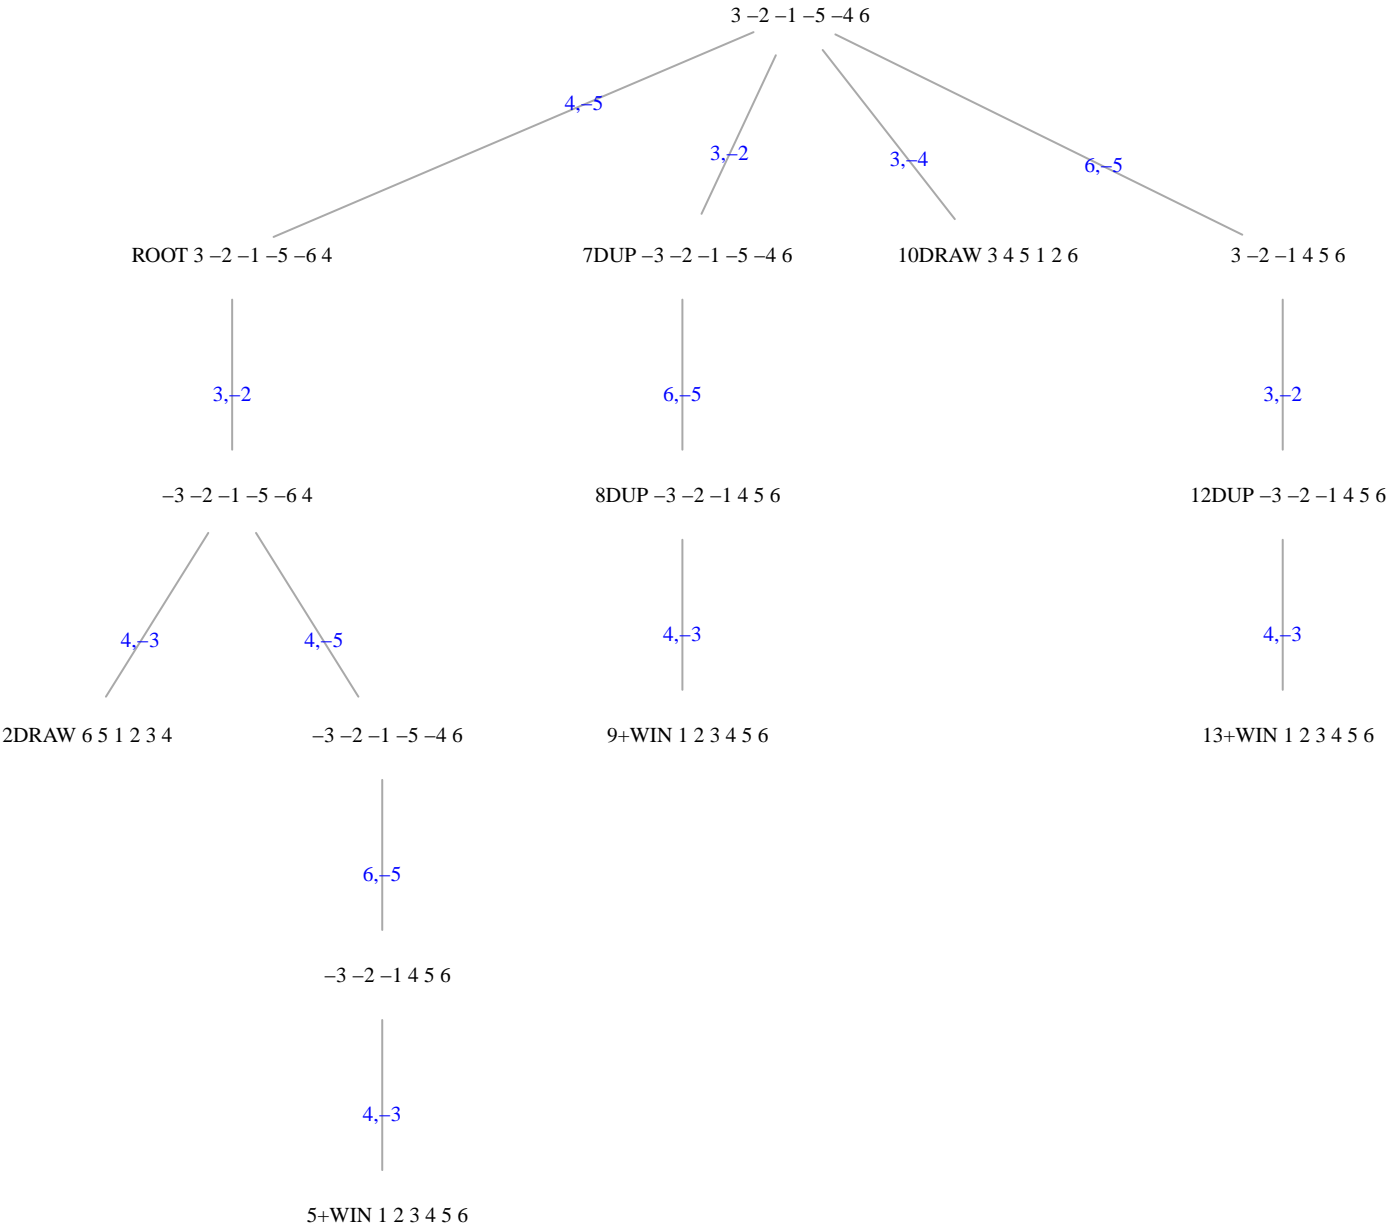 3 –2 –1 –5 –4 6
4,–5
3,–2
3,–4
6,–5
ROOT 3 –2 –1 –5 –6 4
7DUP –3 –2 –1 –5 –4 6
10DRAW 3 4 5 1 2 6
3 –2 –1 4 5 6
3,–2
6,–5
3,–2
–3 –2 –1 –5 –6 4
8DUP –3 –2 –1 4 5 6
12DUP –3 –2 –1 4 5 6
4,–3
4,–5
4,–3
4,–3
2DRAW 6 5 1 2 3 4
–3 –2 –1 –5 –4 6
9+WIN 1 2 3 4 5 6
13+WIN 1 2 3 4 5 6
6,–5
–3 –2 –1 4 5 6
4,–3
5+WIN 1 2 3 4 5 6